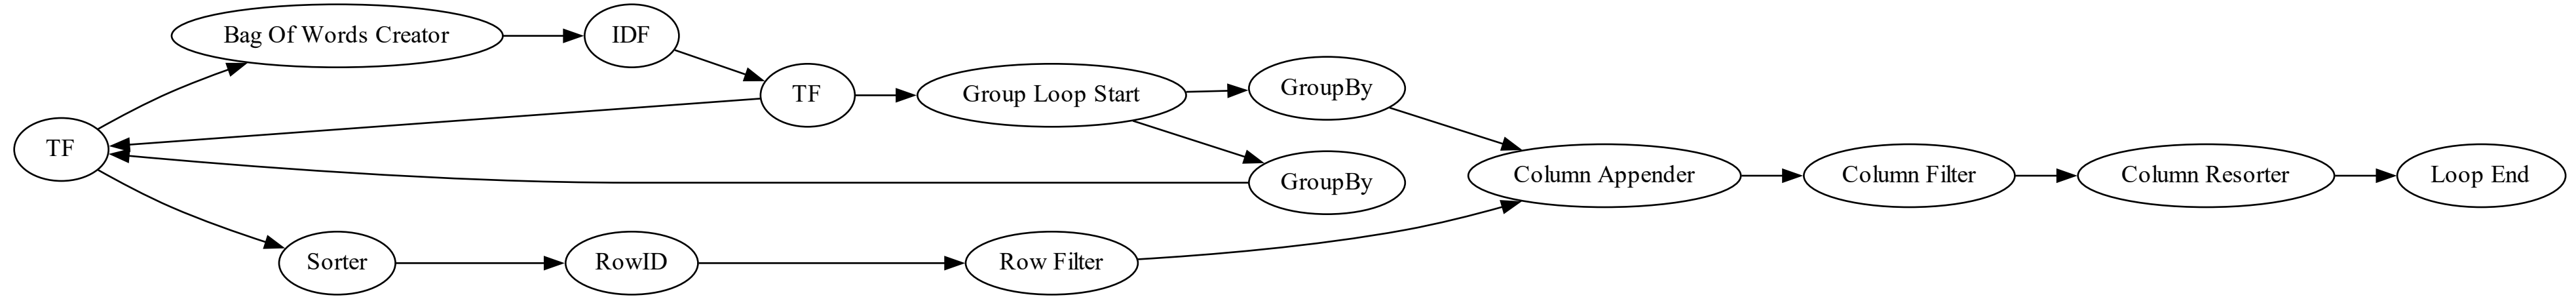 Bag Of Words Creator
IDF
TF
Group Loop Start
GroupBy
TF
GroupBy
Column Appender
Column Filter
Column Resorter
Loop End
Sorter
RowID
Row Filter